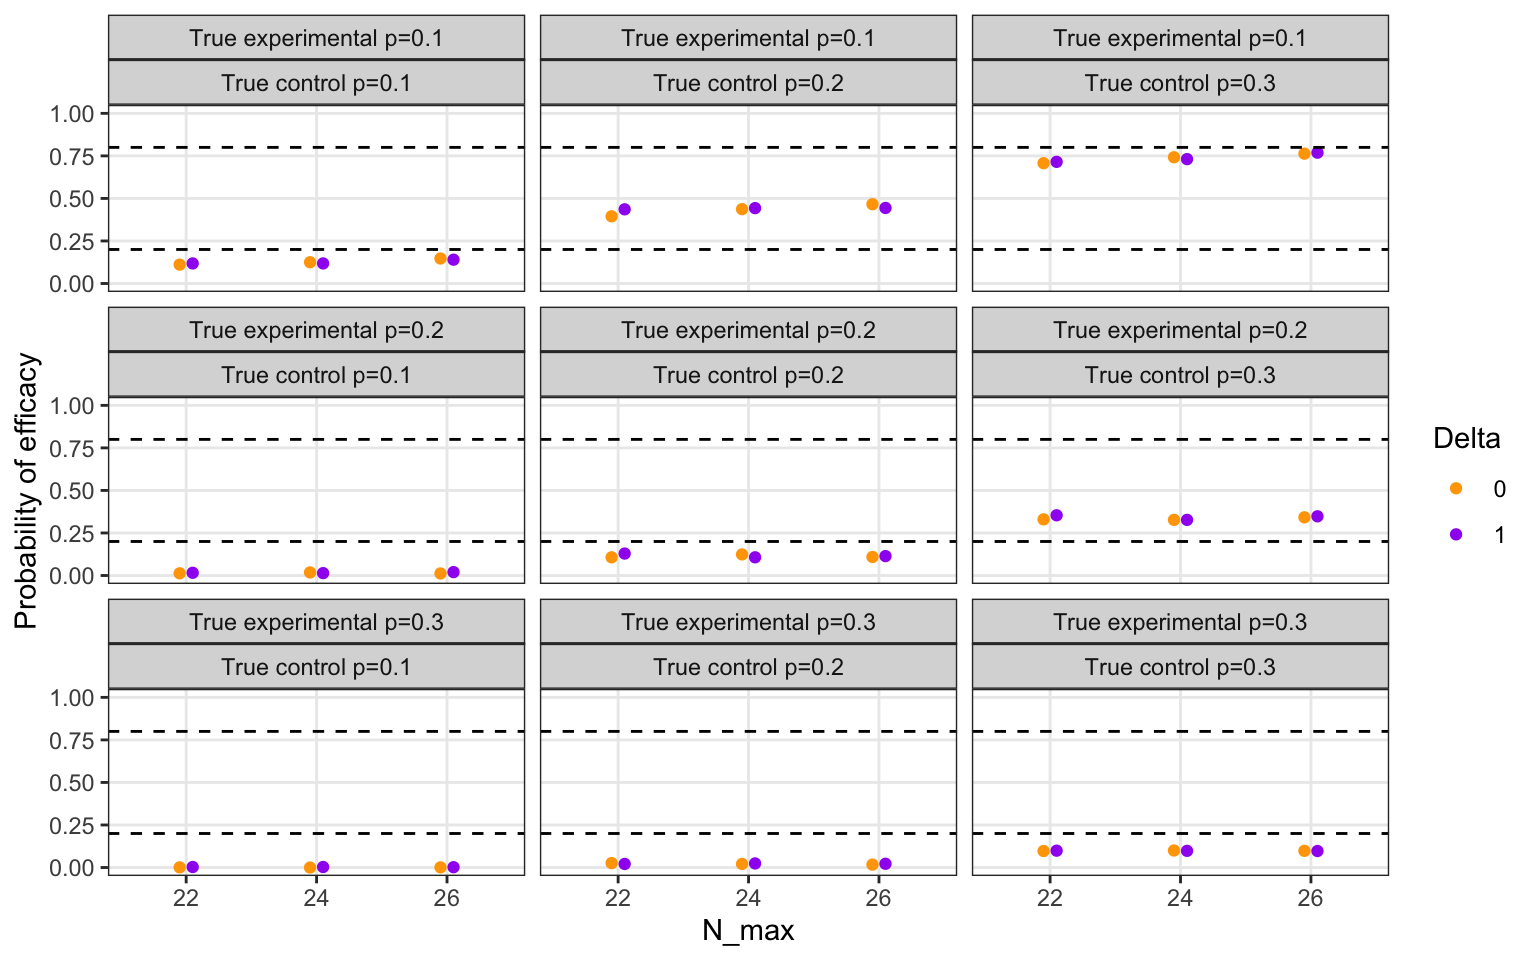 True experimental p=0.1
True experimental p=0.1
True experimental p=0.1
True control p=0.1
True control p=0.2
True control p=0.3
1.00
0.75
0.50
0.25
0.00
True experimental p=0.2
True experimental p=0.2
True experimental p=0.2
True control p=0.1
True control p=0.2
True control p=0.3
1.00
0.75
0.50
0.25
0.00
True experimental p=0.3
True experimental p=0.3
True experimental p=0.3
True control p=0.1
True control p=0.2
True control p=0.3
1.00
0.75
0.50
0.25
0.00
22
24
26
22
24
26
22
24
26
N_max
Probability of efficacy
Delta
0
1